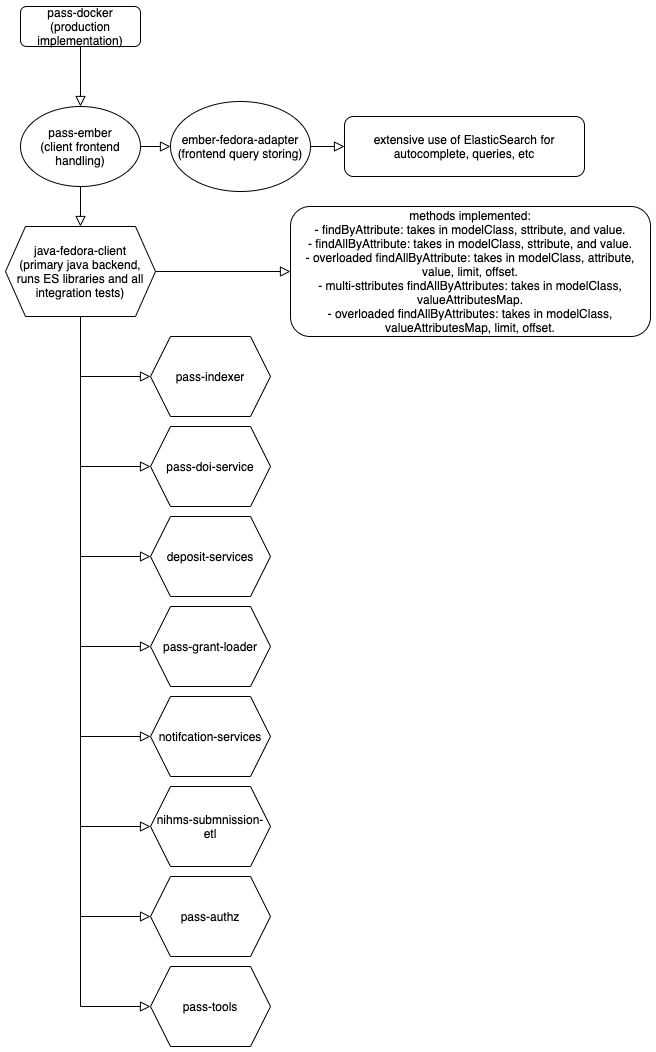 pass-docker
(production
implementation)
pass-ember
(client frontend
handling)
ember-fedora-adapter
(frontend query storing)
extensive use of ElasticSearch for
autocomplete, queries, etc
java-fedora-client
(primary java backend,
runs ES libraries and all
integration tests)
methods implemented:
- findByAttribute: takes in modelClass, sttribute, and value.
- findAllByAttribute: takes in modelClass, sttribute, and value.
- overloaded findAllByAttribute: takes in modelClass, attribute,
value, limit, offset.
- multi-sttributes findAllByAttributes: takes in modelClass,
valueAttributesMap.
- overloaded findAllByAttributes: takes in modelClass,
valueAttributesMap, limit, offset.
pass-indexer
pass-doi-service
deposit-services
pass-grant-loader
notifcation-services
nihms-submnission-
etl
pass-authz
pass-tools